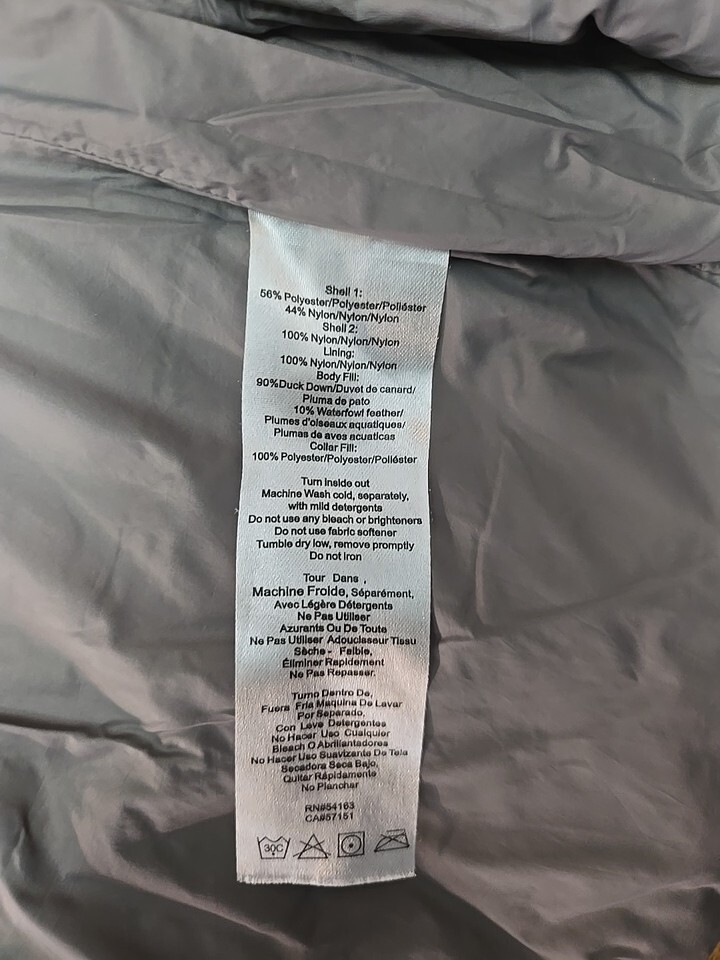 Shell 1:
56% Polyester/Polyester/Poliéster
44% Nylon/Nylon/Nylon
Shell 2:
100% Nylon/Nylon/Nylon
Lining:
100% Nylon/Nylon/Nylon
Body Fill:
90%Duck Down/Duvet de canard/
Pluma de pato
10% Waterfowl feather/
Plumes d'oiseaux aquatiques/
Plumas de aves acuaticas
Collar Fill:
100% Polyester/Polyester/Poliéster
Turn inside out
Machine Wash cold, separately,
with mild detergents
Do not use any bleach or brighteners
Do not use fabric softener
Tumble dry low, remove promptly
Do not Iron
Tour Dans ,
Machine Froide, Séparément,
Avec Légère Détergents
Ne Pas Utiliser
Azurants Ou De Toute
Ne Pas Utiliser Adoucisseur Tissu
Sèche - Faible,
Éliminer Rapidement
Ne Pas Repasser.
Turno Dentro De,
Fuera Fria Maquina De Lavar
Por Separado,
Con Leve Detergentes
No Hacer Uso Cualquier
Bleach O Abrillantadores
No Hacer Uso Suavizante De Tela
Secadora Seca Bajo,
Quitar Rápidamente
No Planchar
RN#54163
CA#57151
30C